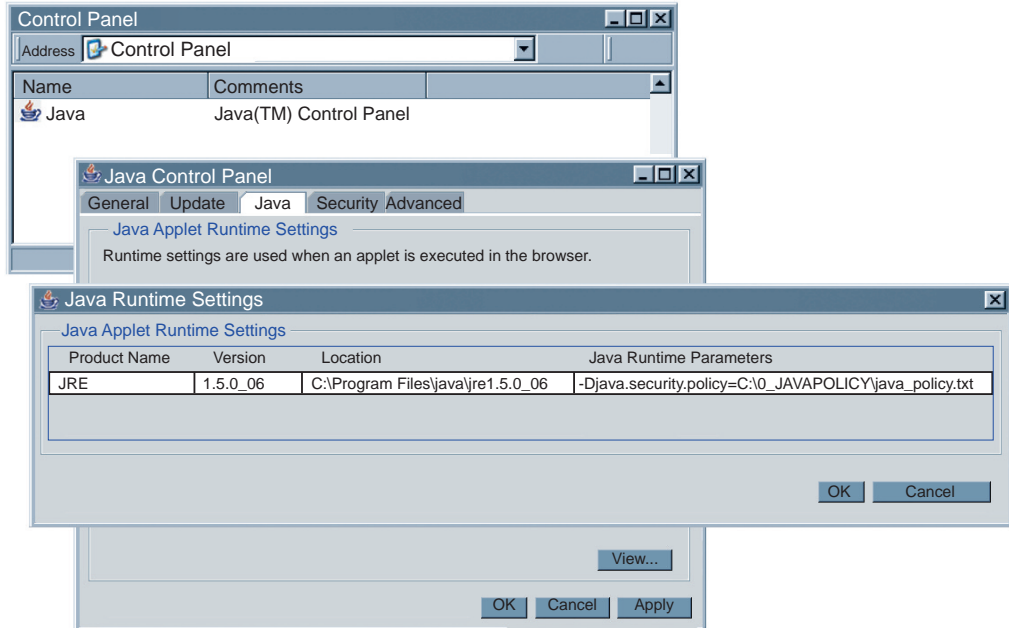 Control Panel
Address Control Panel
Name Comments
Java Java(TM) Control Panel
Java Control Panel
General Update Java Security Advanced
Java Applet Runtime Settings
Runtime settings are used when an applet is executed in the browser.
Java Runtime Settings
Java Applet Runtime Settings
Product Name Version Location Java Runtime Parameters
JRE 1.5.0_06 C:\Program Files\java\jre1.5.0_06 -Djava.security.policy=C:\0_JAVAPOLICY\java_policy.txt
OK Cancel
View...
OK Cancel Apply